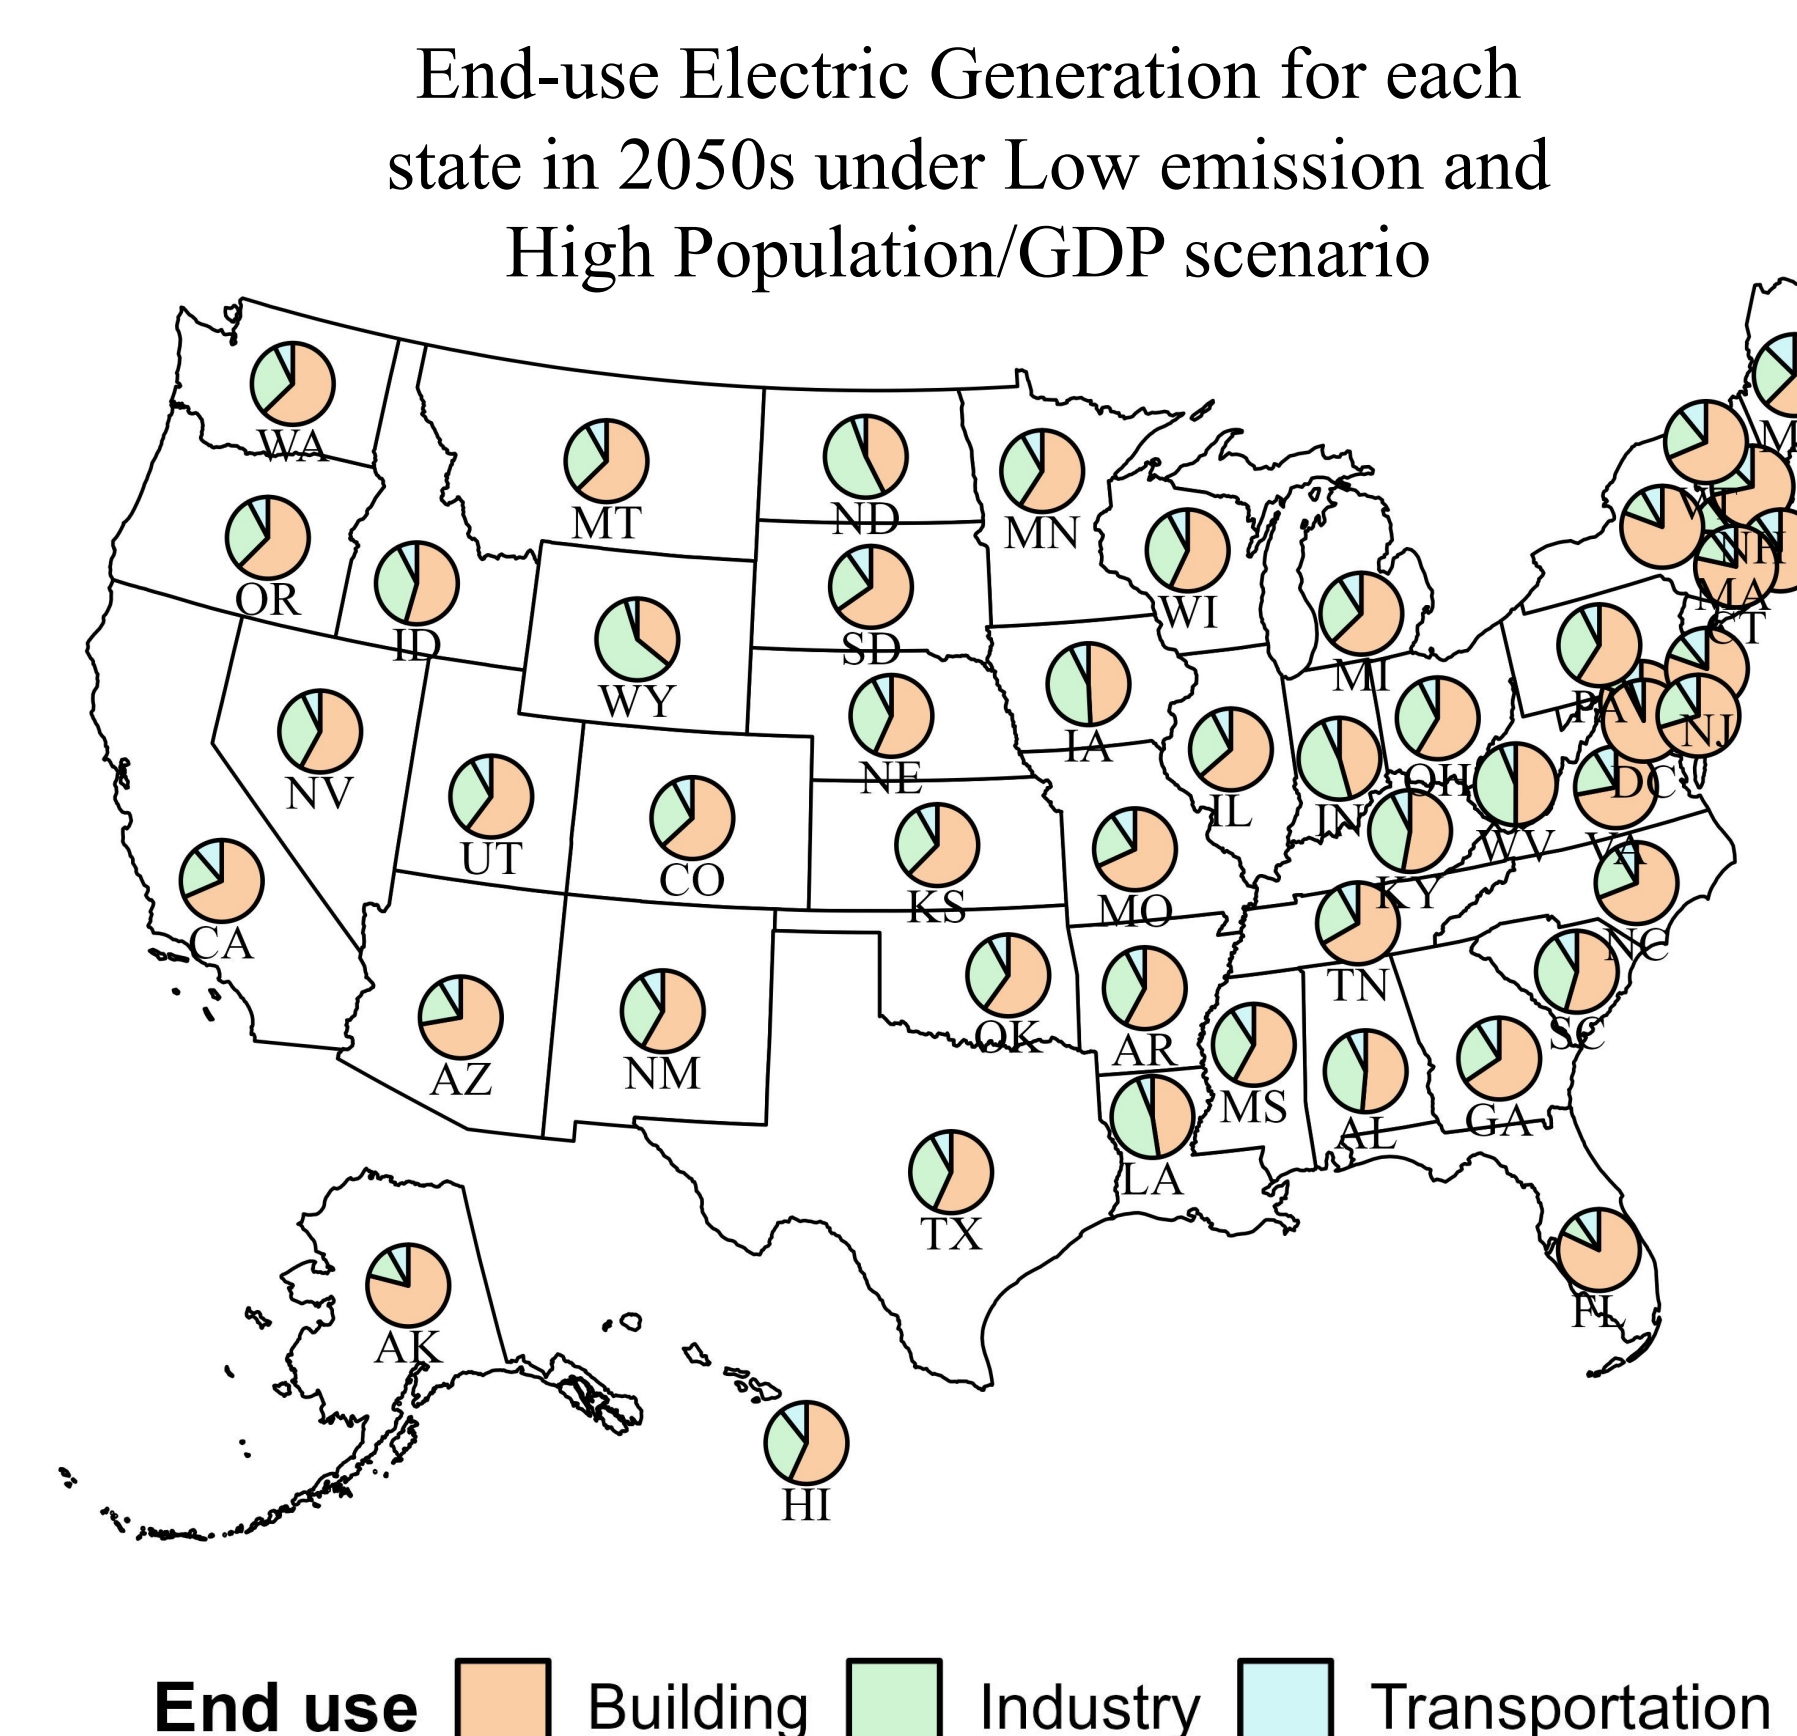 End-use Electric Generation for each
state in 2050s under Low emission and
High Population/GDP scenario
WA
MT
ND
MN
VT
NH
MA
CT
OR
ID
WY
SD
WI
MI
PA
NJ
NV
UT
CO
NE
IA
IL
IN
OH
WV
DC
VA
CA
KS
MO
KY
TN
NC
AZ
NM
OK
AR
MS
AL
GA
SC
TX
LA
FL
AK
HI
End use
Building
Industry
Transportation